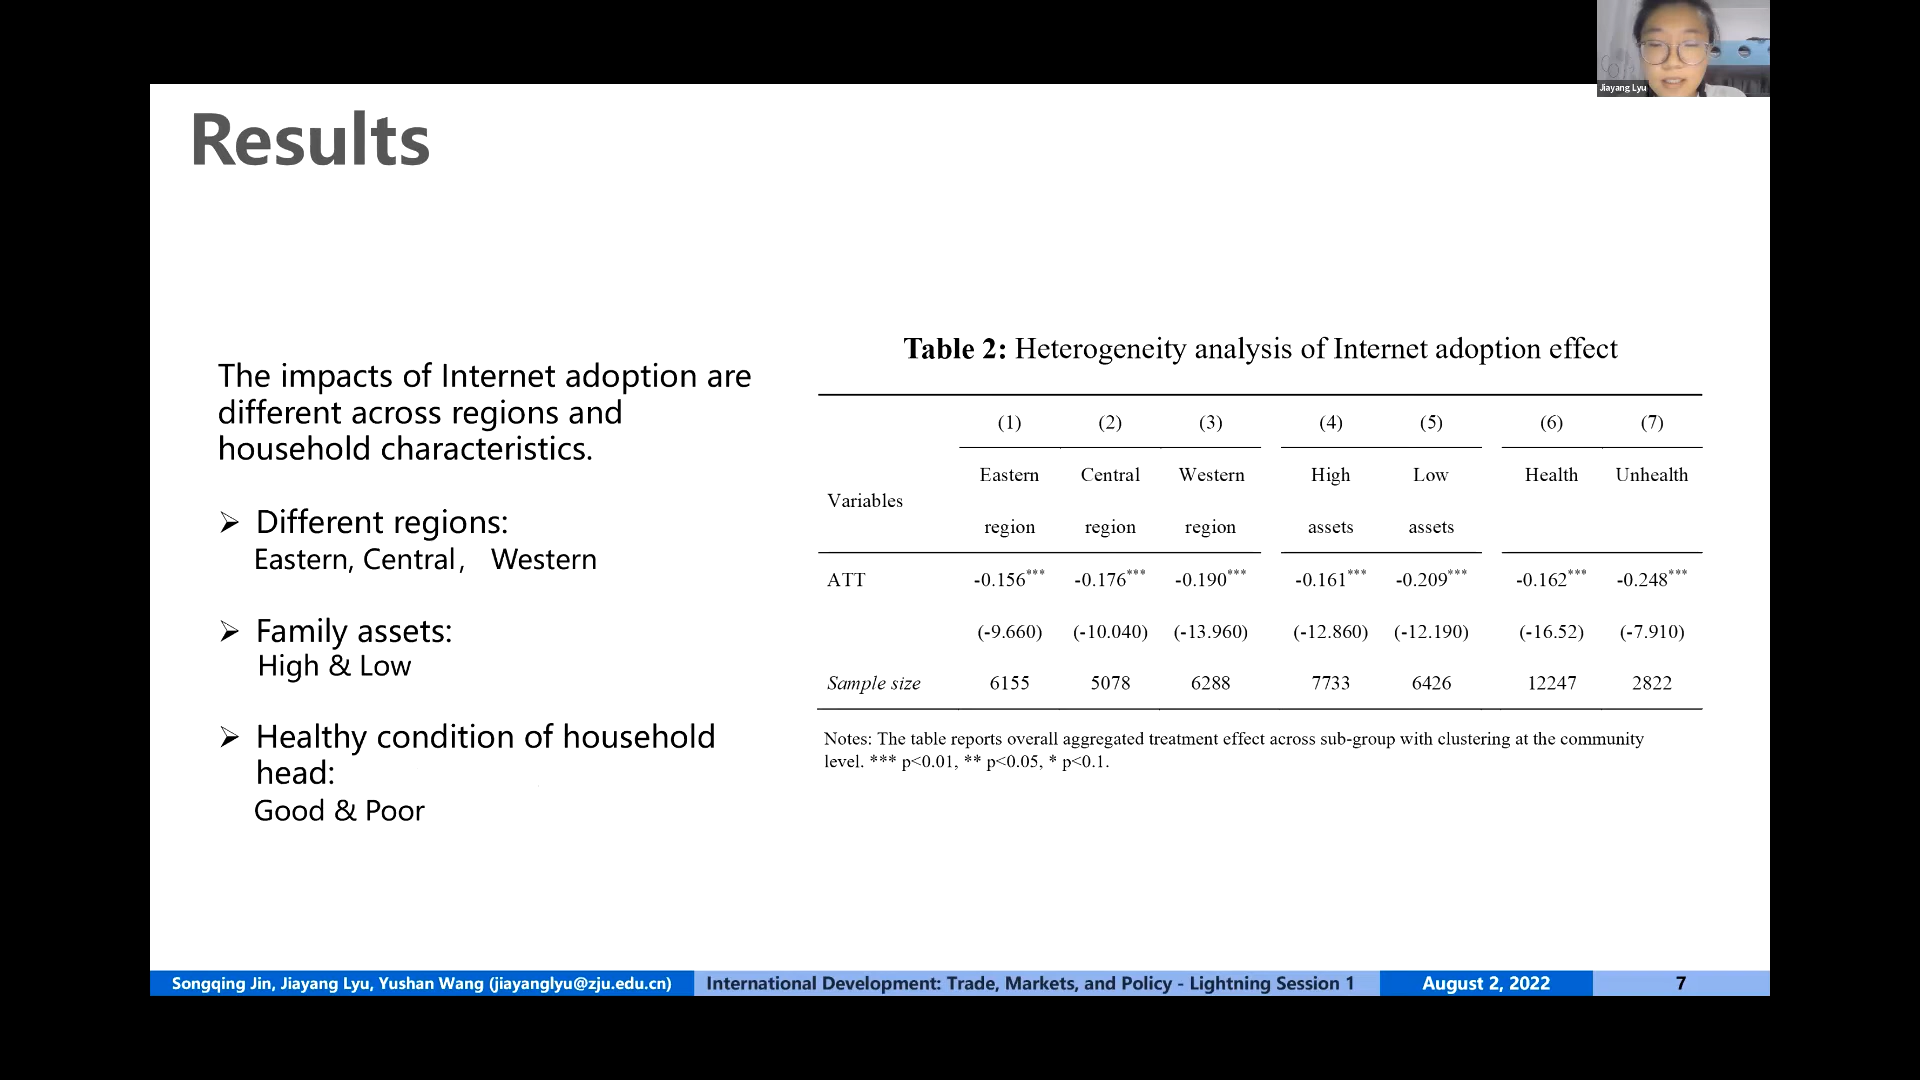 Jiayang Lyu
Results
The impacts of Internet adoption are
different across regions and
household characteristics.
➢ Different regions:
Eastern, Central， Western
➢ Family assets:
High & Low
➢ Healthy condition of household
head:
Good & Poor
Table 2: Heterogeneity analysis of Internet adoption effect
(1) (2) (3) (4) (5) (6) (7)
Eastern Central Western High Low Health Unhealth
Variables
region region region assets assets
ATT -0.156*** -0.176*** -0.190*** -0.161*** -0.209*** -0.162*** -0.248***
(-9.660) (-10.040) (-13.960) (-12.860) (-12.190) (-16.52) (-7.910)
Sample size 6155 5078 6288 7733 6426 12247 2822
Notes: The table reports overall aggregated treatment effect across sub-group with clustering at the community
level. *** p<0.01, ** p<0.05, * p<0.1.
Songqing Jin, Jiayang Lyu, Yushan Wang (jiayanglyu@zju.edu.cn) International Development: Trade, Markets, and Policy - Lightning Session 1 August 2, 2022 7